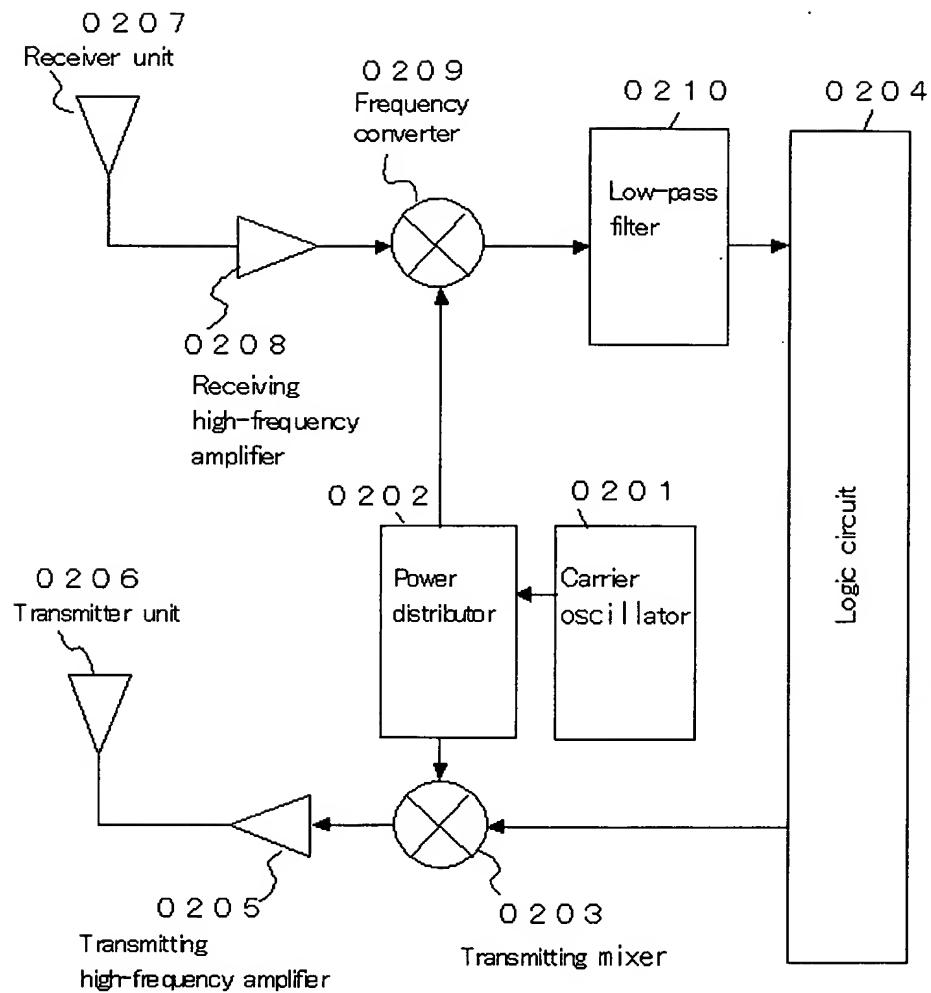 0207
Receiver unit
0209
Frequency
converter
0210
0204
Low-pass
filter
0208
Receiving
high-frequency
amplifier
0202
0201
Power
distributor
Carrier
oscillator
Logic circuit
0206
Transmitter unit
0205
Transmitting
high-frequency amplifier
0203
Transmitting mixer